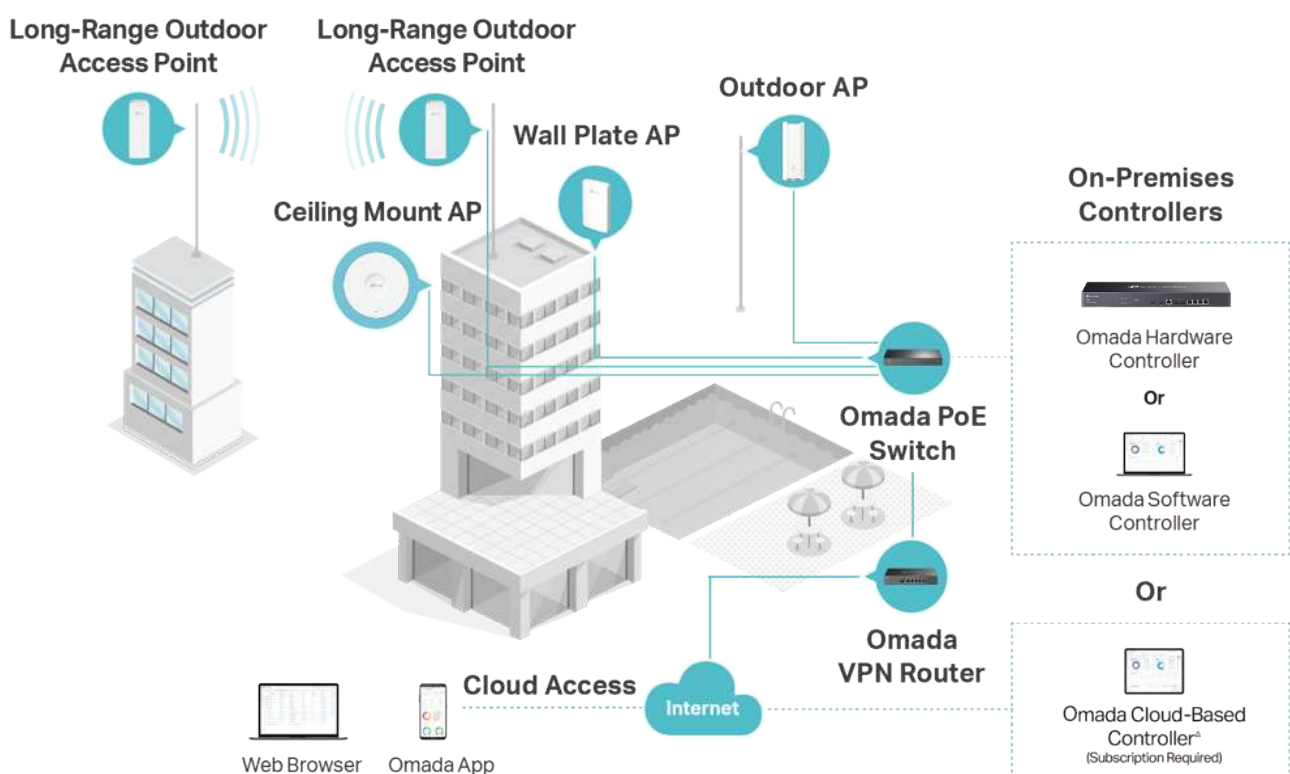 Long-Range Outdoor
Access Point
Long-Range Outdoor
Access Point
Outdoor AP
Wall Plate AP
Ceiling Mount AP
On-Premises
Controllers
Omada Hardware
Controller
Or
Omada Software
Controller
Omada PoE
Switch
Or
Omada
VPN Router
Cloud Access
Internet
Omada Cloud-Based
Controller△
(Subscription Required)
Web Browser
Omada App